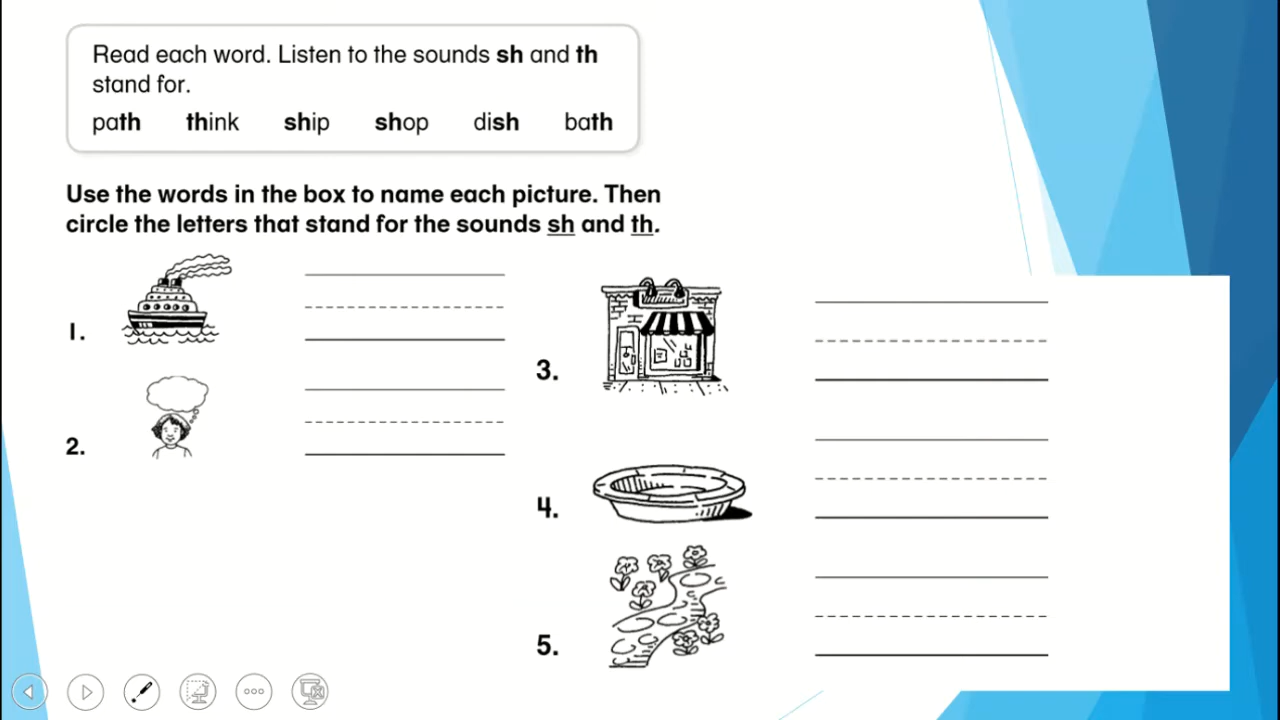 Read each word. Listen to the sounds sh and th
stand for.
path think ship shop dish bath
Use the words in the box to name each picture. Then
circle the letters that stand for the sounds sh and th.
1.
2.
3.
4.
5.